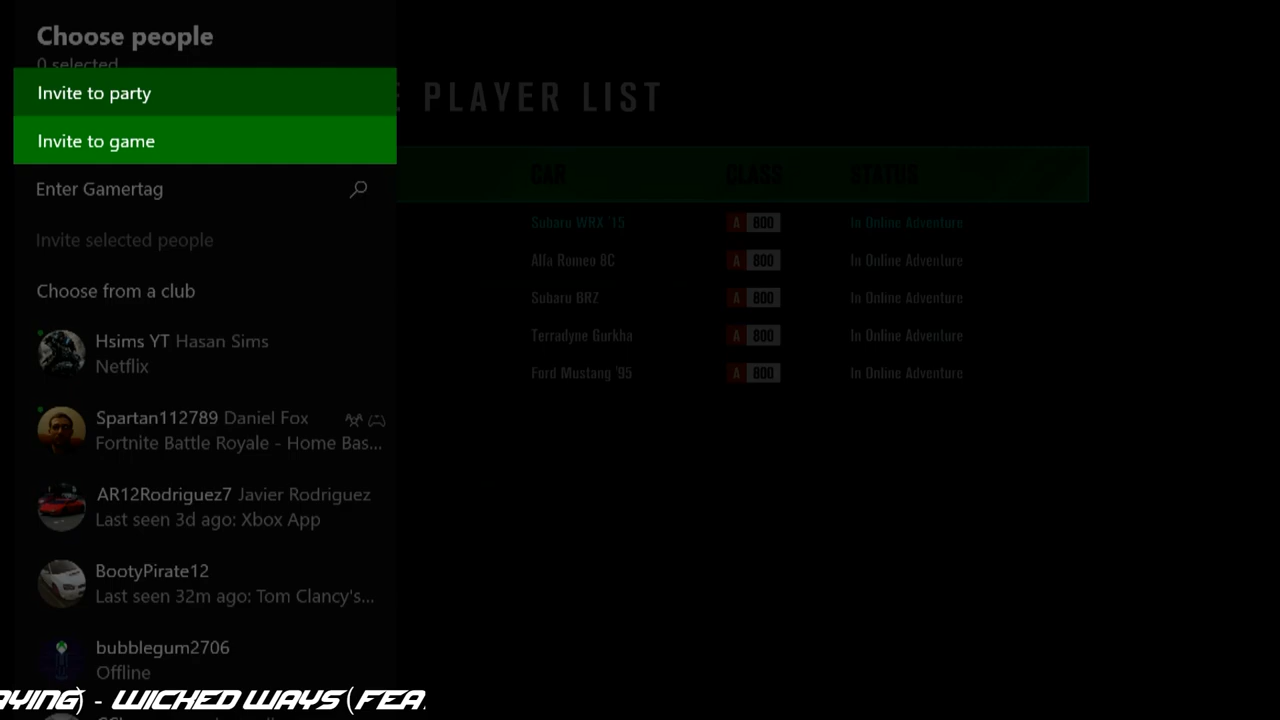 Choose people
0 selected
Invite to party
Invite to game
Enter Gamertag
Invite selected people
Choose from a club
Hsims YT Hasan Sims
Netflix
Spartan112789 Daniel Fox
Fortnite Battle Royale - Home Bas...
AR12Rodriguez7 Javier Rodriguez
Last seen 3d ago: Xbox App
BootyPirate12
Last seen 32m ago: Tom Clancy's...
bubblegum2706
Offline
E PLAYER LIST
CAR CLASS STATUS
Subaru WRX '15 A 800 In Online Adventure
Alfa Romeo 8C A 800 In Online Adventure
Subaru BRZ A 800 In Online Adventure
Terradyne Gurkha A 800 In Online Adventure
Ford Mustang '95 A 800 In Online Adventure
AYING) - WICKED WAYS (FEA